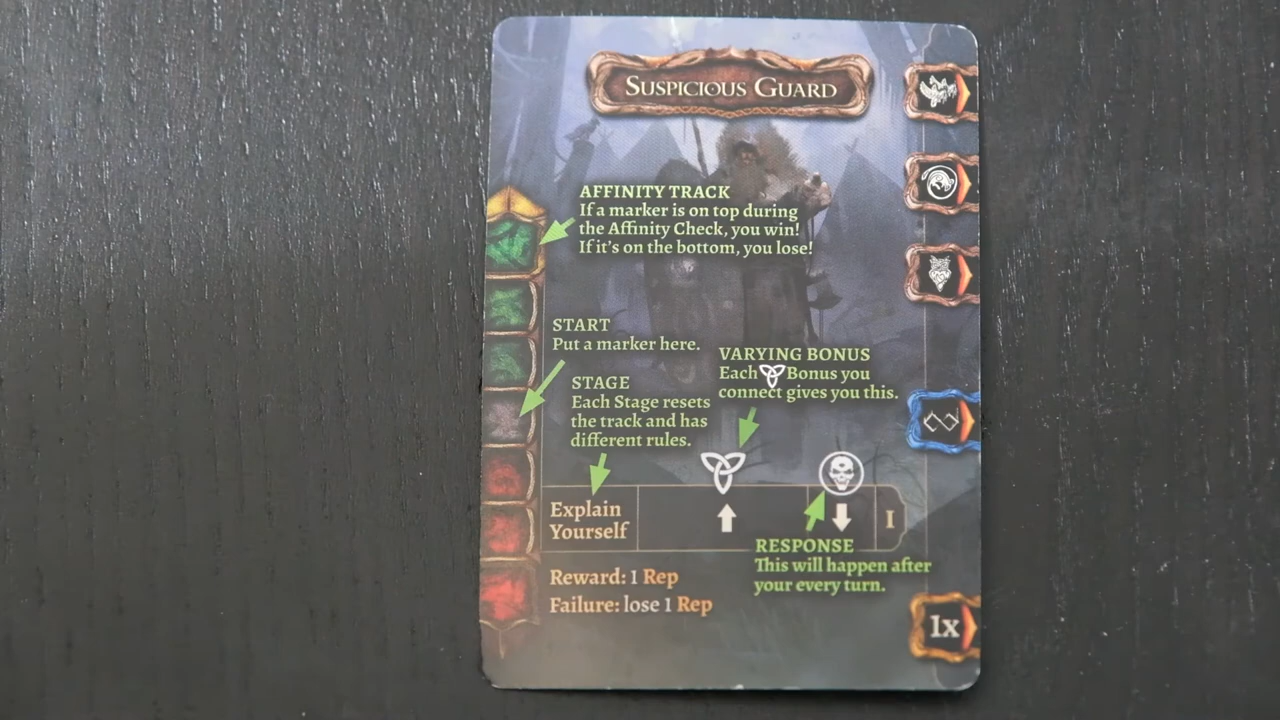 SUSPICIOUS GUARD
AFFINITY TRACK
If a marker is on top during
the Affinity Check, you win!
If it's on the bottom, you lose!
START
Put a marker here.
VARYING BONUS
Each Bonus you
connect gives you this.
STAGE
Each Stage resets
the track and has
different rules.
Explain
Yourself
I
RESPONSE
This will happen after
your every turn.
Reward: 1 Rep
Failure: lose 1 Rep
1x